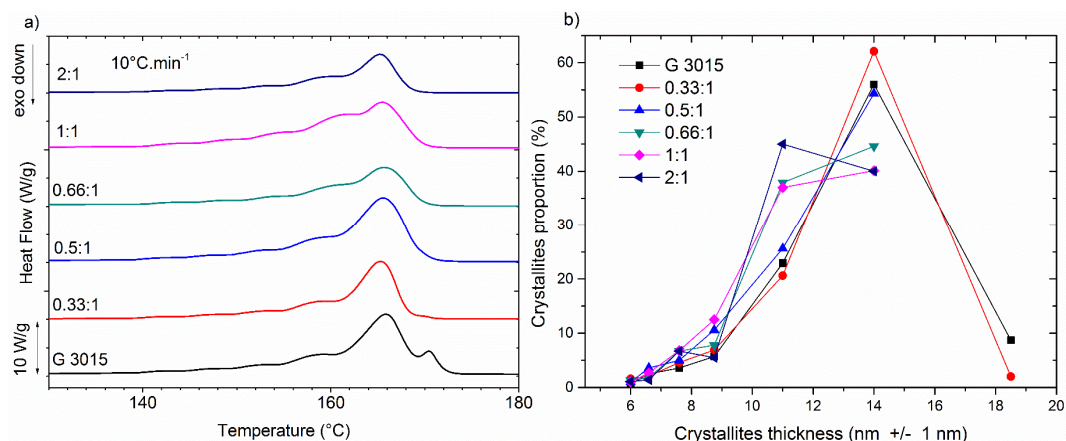 a)
exo down
10°C.min-1
2:1
1:1
0.66:1
0.5:1
0.33:1
G 3015
Heat Flow (W/g)
10 W/g
140
160
180
Temperature (°C)
b)
G 3015
0.33:1
0.5:1
0.66:1
1:1
2:1
Crystallites proportion (%)
60
50
40
30
20
10
0
6 8 10 12 14 16 18 20
Crystallites thickness (nm +/- 1 nm)